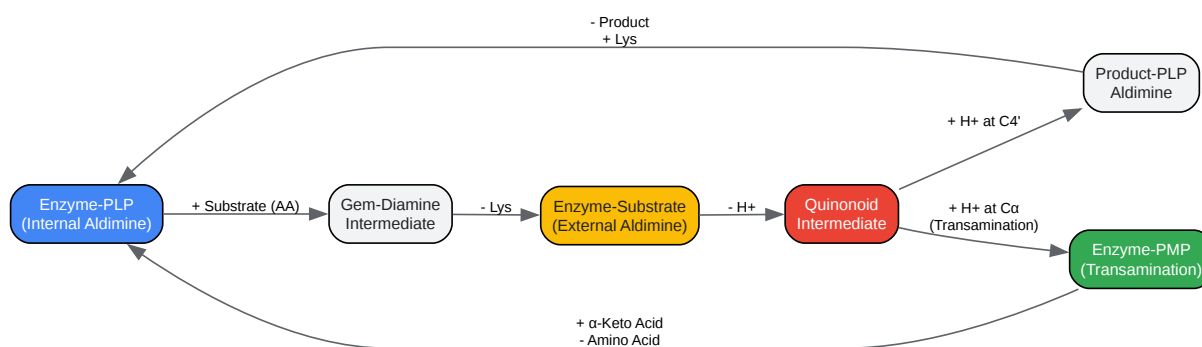 - Product
+ Lys
Product-PLP
Aldimine
+ H+ at C4'
Enzyme-PLP
(Internal Aldimine)
+ Substrate (AA)
Gem-Diamine
Intermediate
- Lys
Enzyme-Substrate
(External Aldimine)
- H+
Quinonoid
Intermediate
+ H+ at Cα
(Transamination)
Enzyme-PMP
(Transamination)
+ α-Keto Acid
- Amino Acid